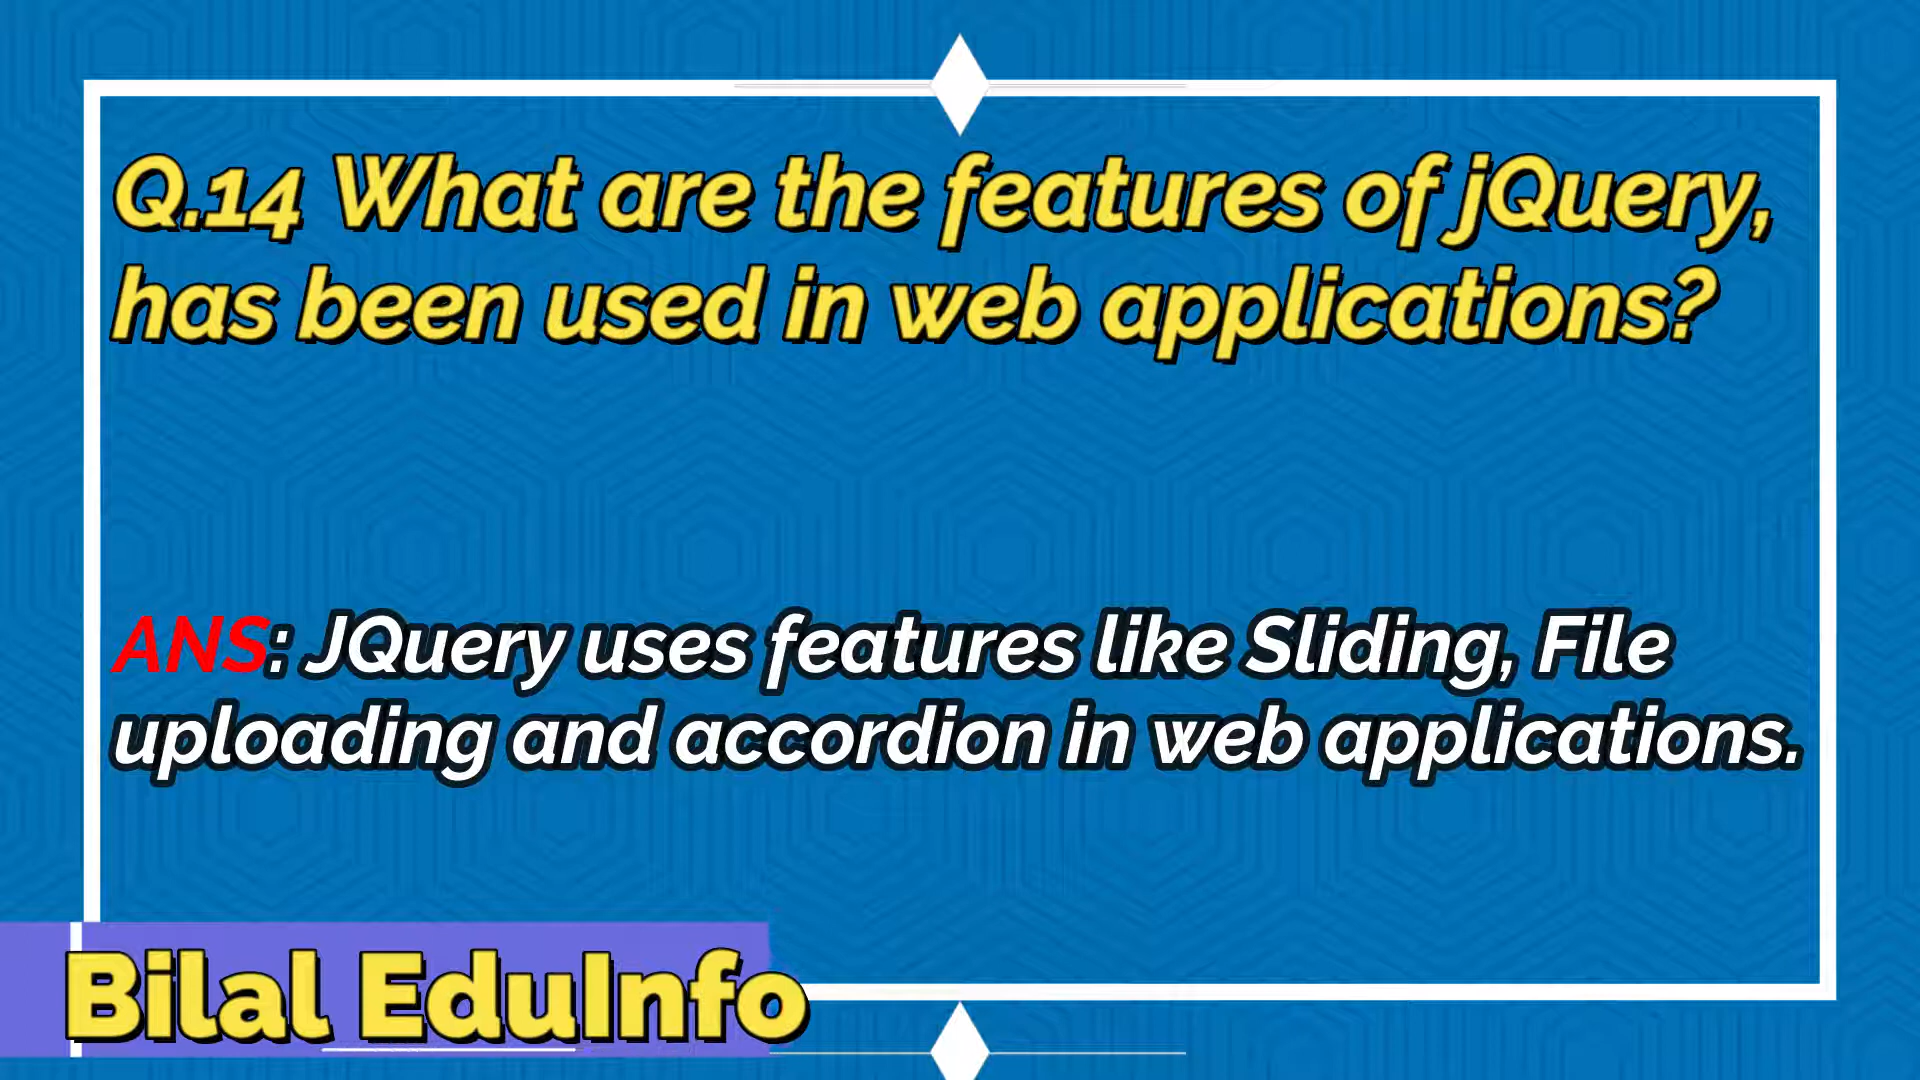 Q.14 What are the features of jQuery,
has been used in web applications?
ANS: JQuery uses features like Sliding, File
uploading and accordion in web applications.
Bilal EduInfo